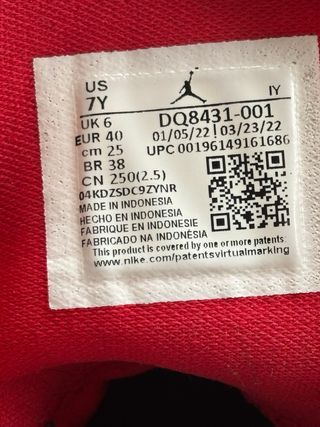 US
7Y IY
UK 6 DQ8431-001
EUR 40 01/05/22 | 03/23/22
cm 25 UPC 00196149161686
BR 38
CN 250(2.5)
04KDZSDC9ZYNR
MADE IN INDONESIA
HECHO EN INDONESIA
FABRIQUE EN INDONESIE
FABRICADO NA INDONÉSIA
This product is covered by one or more patents:
www.nike.com/patentsvirtualmarking